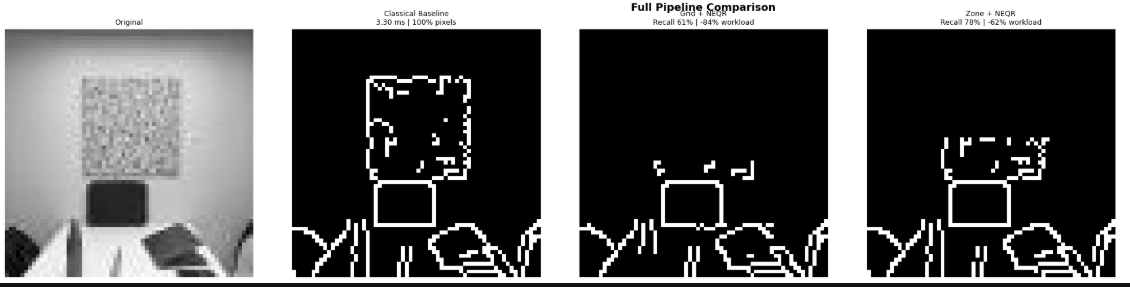 Full Pipeline Comparison
Original
Classical Baseline
3.30 ms | 100% pixels
Grid + NEQR
Recall 61% | -84% workload
Zone + NEQR
Recall 78% | -62% workload